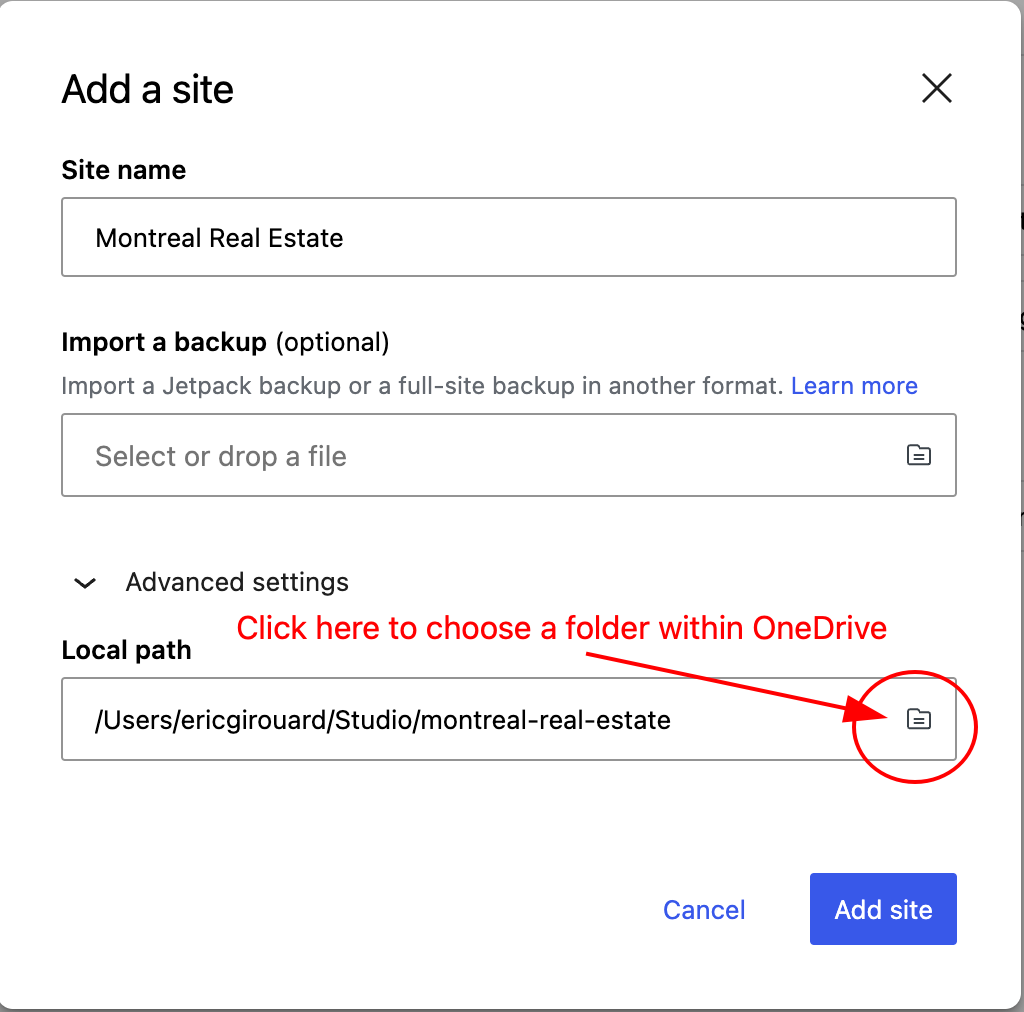 Add a site
Site name
Montreal Real Estate
Import a backup (optional)
Import a Jetpack backup or a full-site backup in another format. Learn more
Select or drop a file
Advanced settings
Click here to choose a folder within OneDrive
Local path
/Users/ericgirouard/Studio/montreal-real-estate
Cancel
Add site